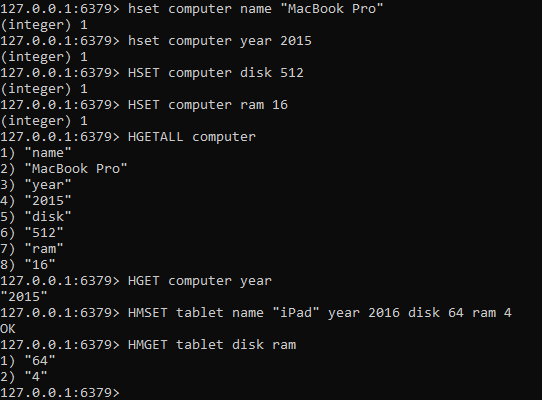 127.0.0.1:6379> hset computer name "MacBook Pro"
(integer) 1
127.0.0.1:6379> hset computer year 2015
(integer) 1
127.0.0.1:6379> HSET computer disk 512
(integer) 1
127.0.0.1:6379> HSET computer ram 16
(integer) 1
127.0.0.1:6379> HGETALL computer
1) "name"
2) "MacBook Pro"
3) "year"
4) "2015"
5) "disk"
6) "512"
7) "ram"
8) "16"
127.0.0.1:6379> HGET computer year
"2015"
127.0.0.1:6379> HMSET tablet name "iPad" year 2016 disk 64 ram 4
OK
127.0.0.1:6379> HMGET tablet disk ram
1) "64"
2) "4"
127.0.0.1:6379>